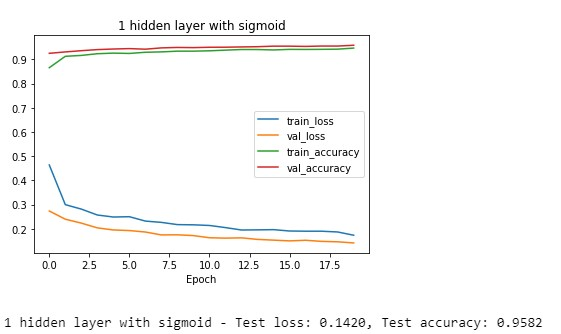 1 hidden layer with sigmoid
0.9
0.8
0.7
0.6
0.5
0.4
0.3
0.2
train_loss
val_loss
train_accuracy
val_accuracy
0.0 2.5 5.0 7.5 10.0 12.5 15.0 17.5
Epoch
1 hidden layer with sigmoid - Test loss: 0.1420, Test accuracy: 0.9582